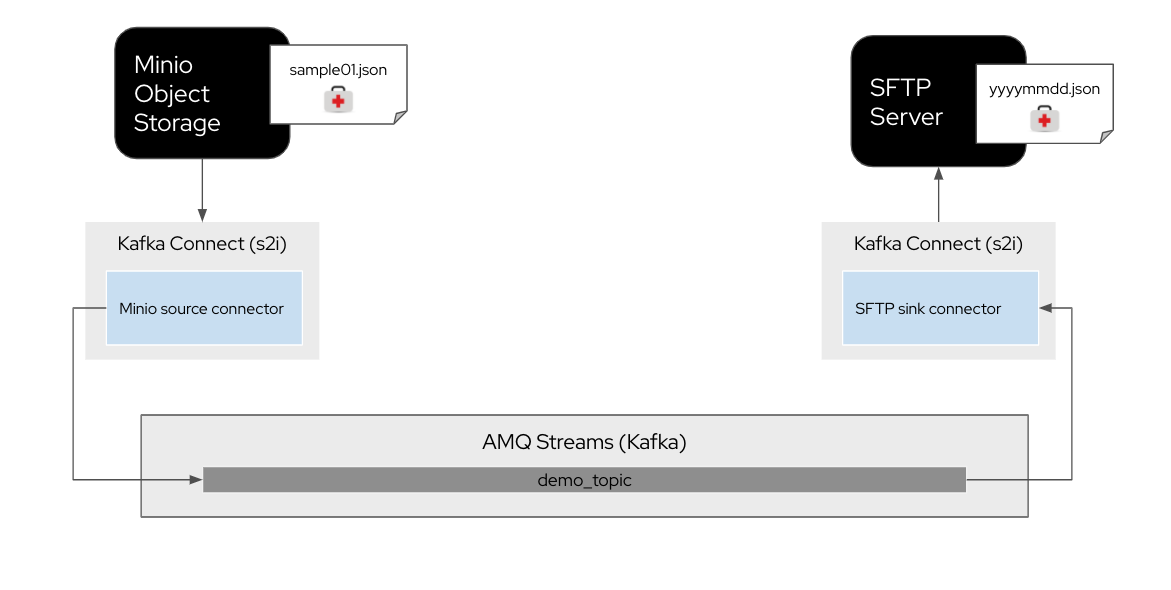 Minio
Object
Storage
sample01.json
SFTP
Server
yyyymmdd.json
Kafka Connect (s2i)
Minio source connector
Kafka Connect (s2i)
SFTP sink connector
AMQ Streams (Kafka)
demo_topic